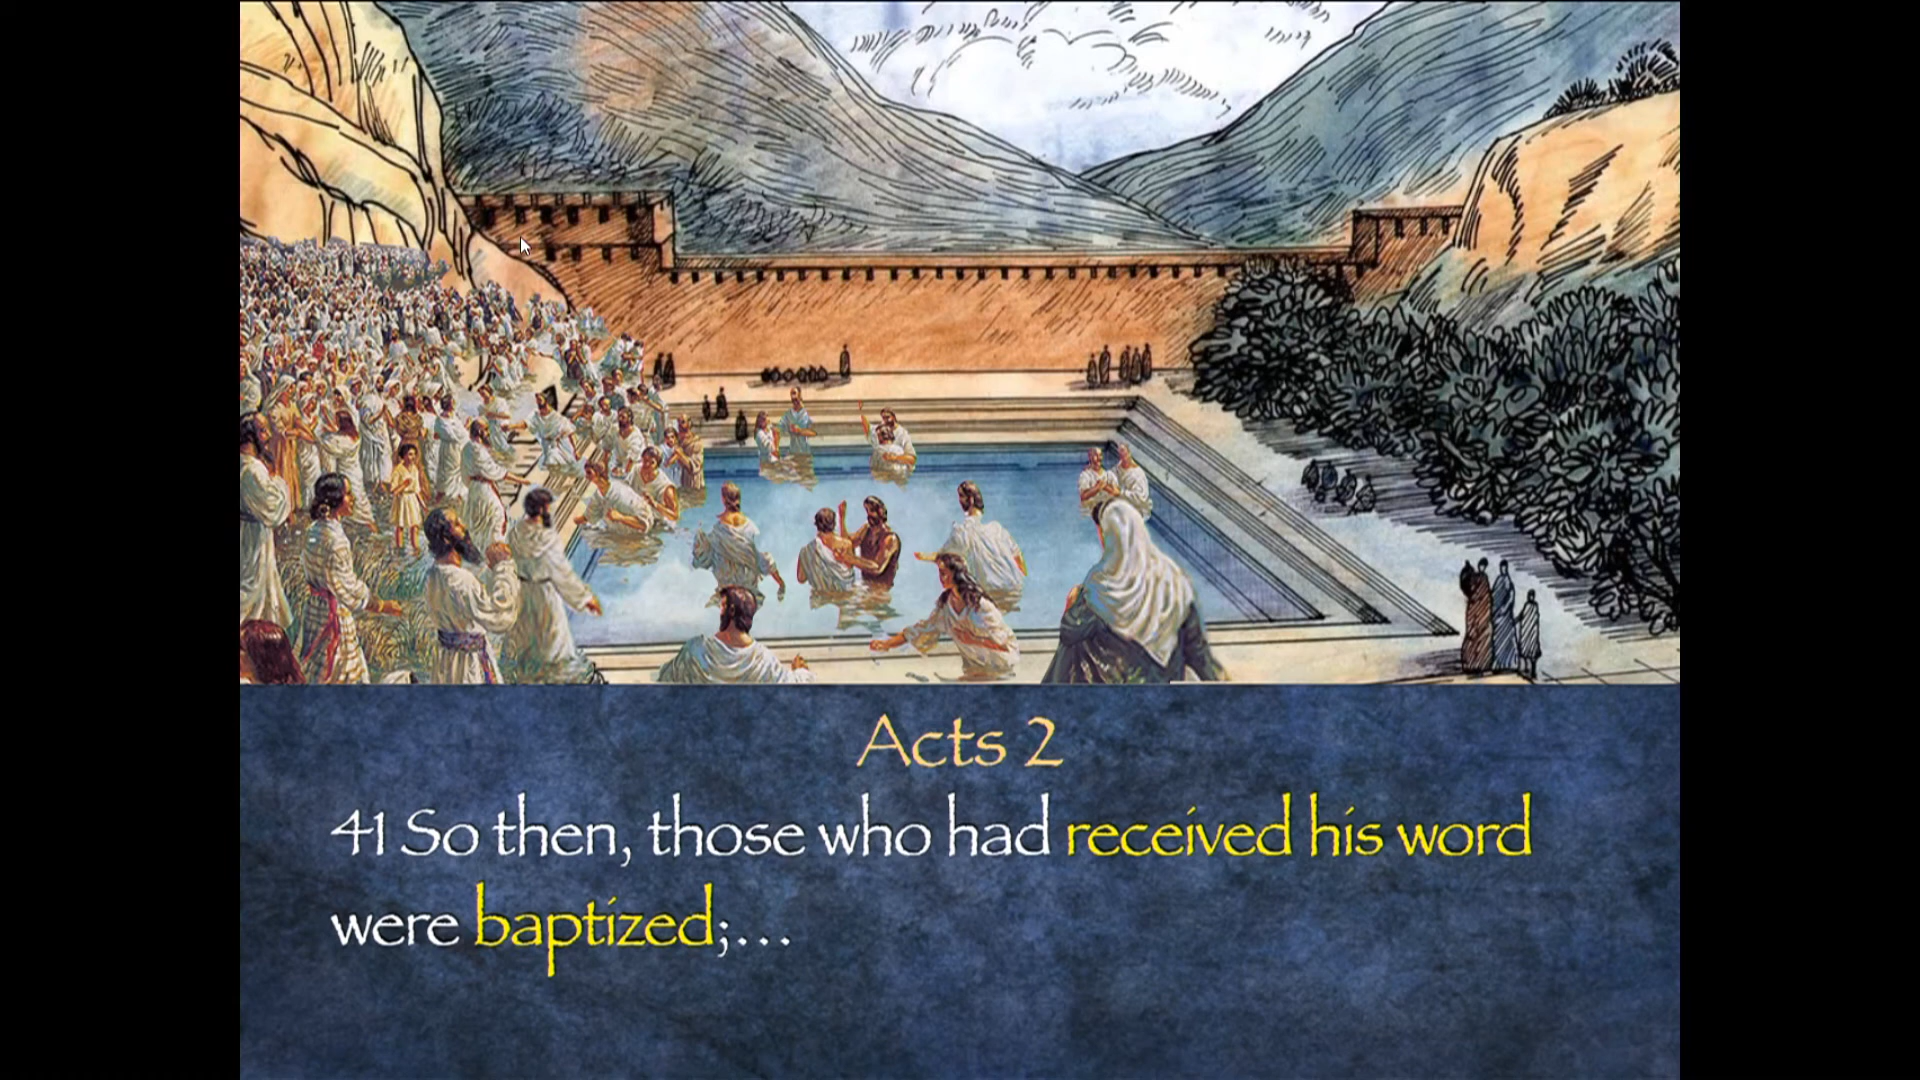 Acts 2
41 So then, those who had received his word
were baptized;...